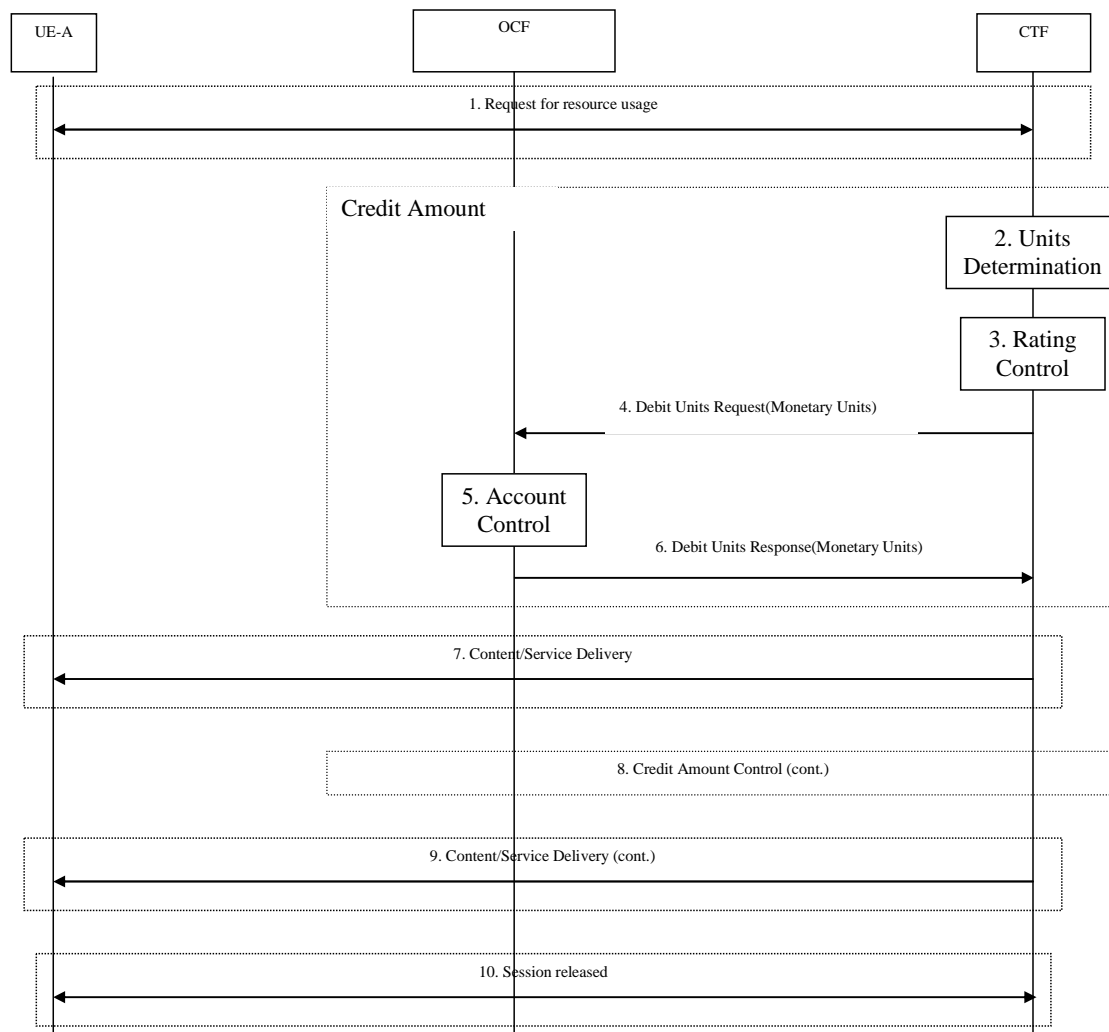 UE-A
OCF
CTF
1. Request for resource usage
Credit Amount
2. Units
Determination
3. Rating
Control
4. Debit Units Request(Monetary Units)
5. Account
Control
6. Debit Units Response(Monetary Units)
7. Content/Service Delivery
8. Credit Amount Control (cont.)
9. Content/Service Delivery (cont.)
10. Session released